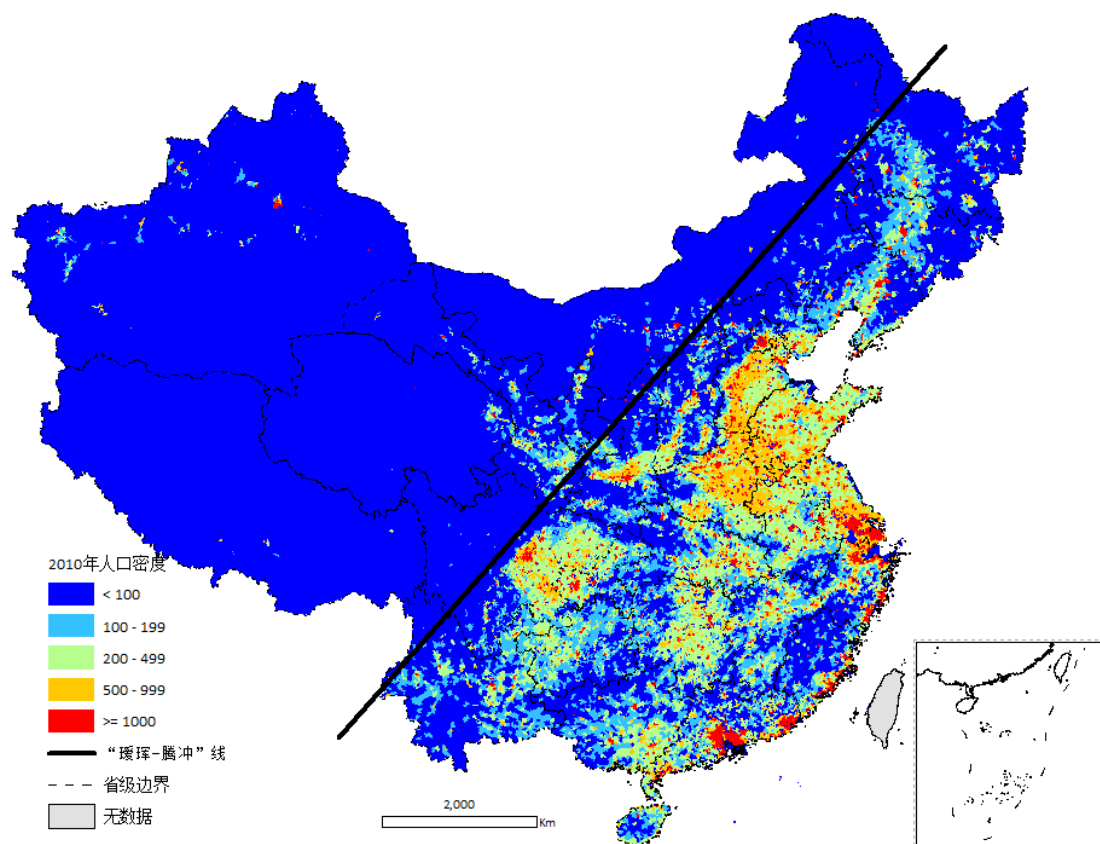 2010年人口密度
< 100
100 - 199
200 - 499
500 - 999
>= 1000
“瑷珲-腾冲”线
省级边界
无数据
2,000
Km